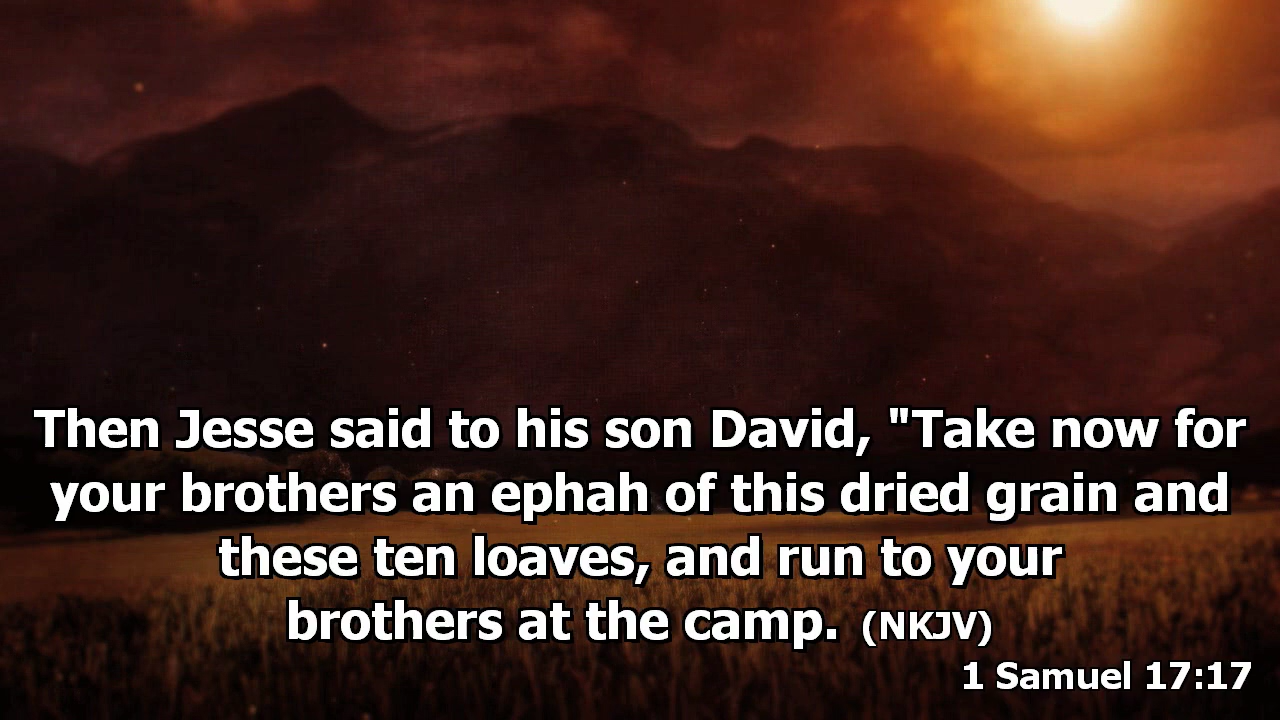 Then Jesse said to his son David, "Take now for
your brothers an ephah of this dried grain and
these ten loaves, and run to your
brothers at the camp. (NKJV)
1 Samuel 17:17